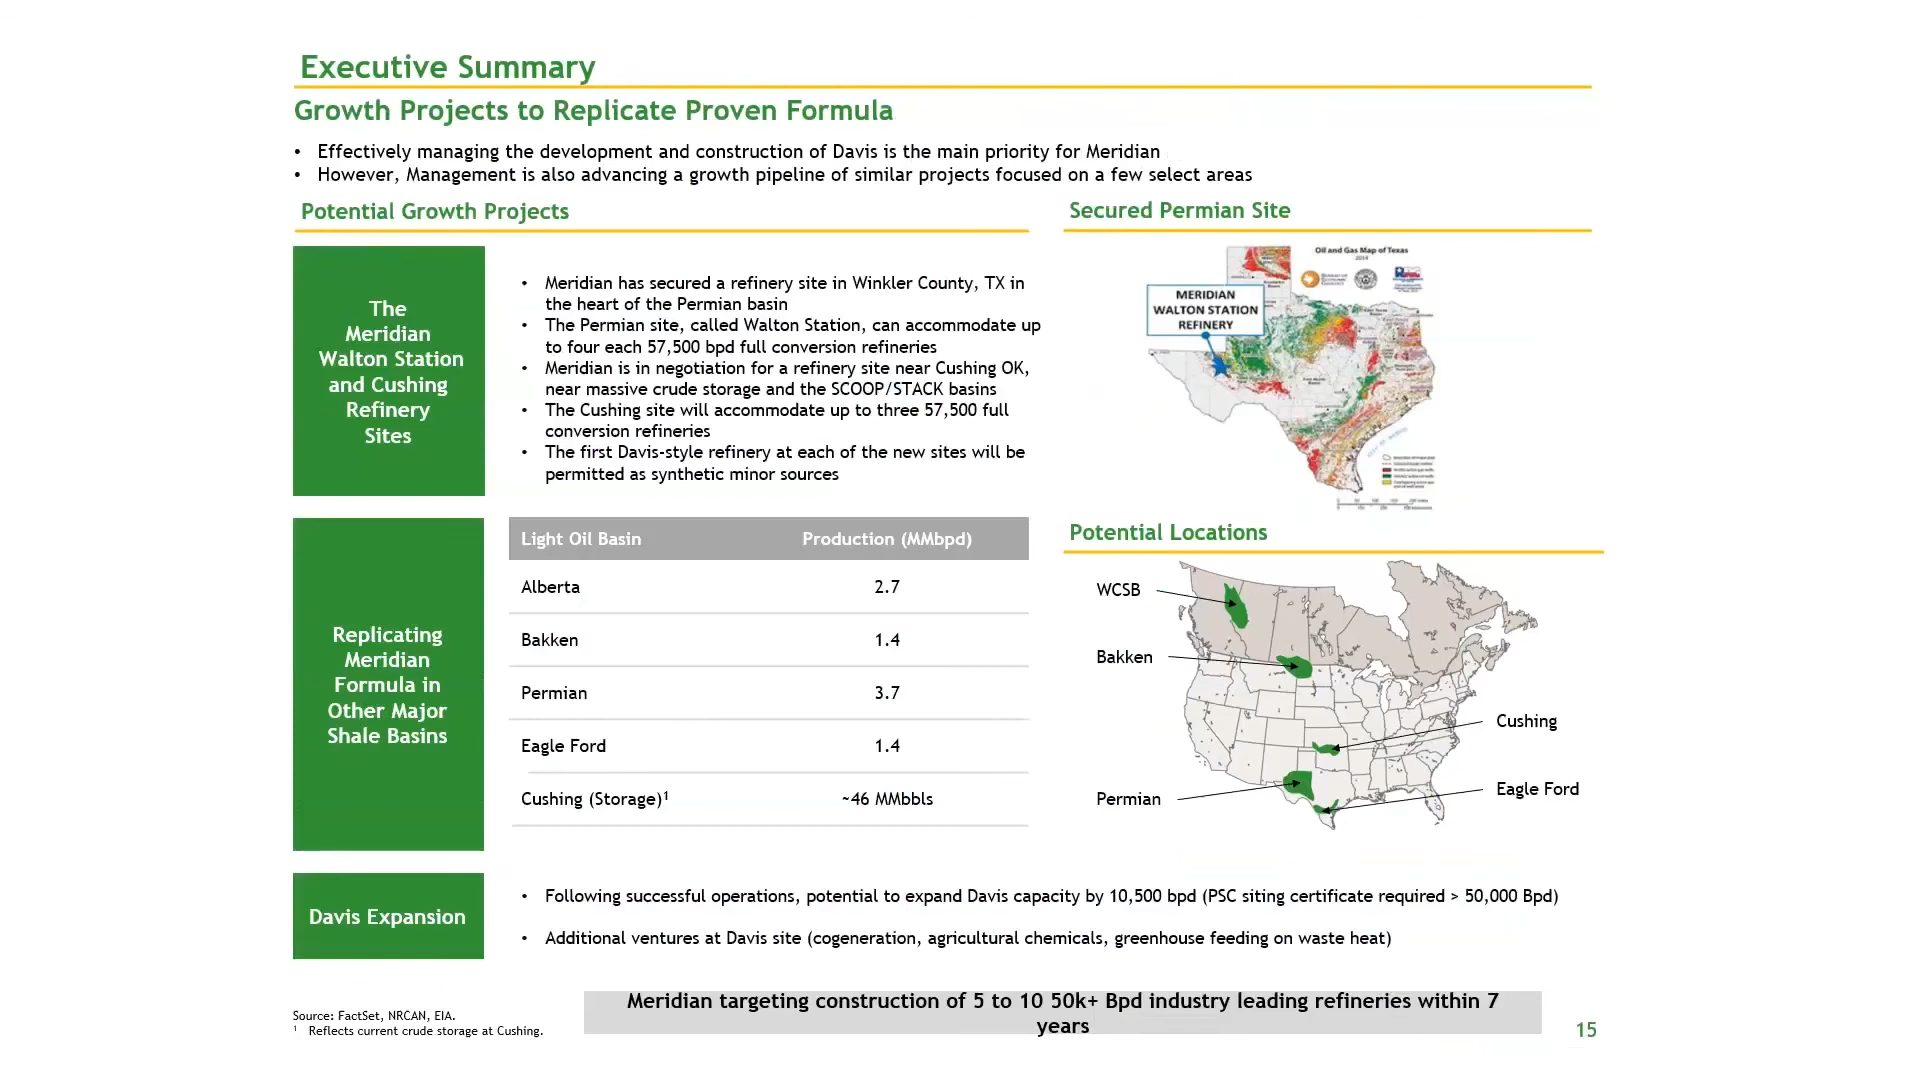 Executive Summary
Growth Projects to Replicate Proven Formula
• Effectively managing the development and construction of Davis is the main priority for Meridian
• However, Management is also advancing a growth pipeline of similar projects focused on a few select areas
Potential Growth Projects
The
Meridian
Walton Station
and Cushing
Refinery
Sites
• Meridian has secured a refinery site in Winkler County, TX in
the heart of the Permian basin
• The Permian site, called Walton Station, can accommodate up
to four each 57,500 bpd full conversion refineries
• Meridian is in negotiation for a refinery site near Cushing OK,
near massive crude storage and the SCOOP/STACK basins
• The Cushing site will accommodate up to three 57,500 full
conversion refineries
• The first Davis-style refinery at each of the new sites will be
permitted as synthetic minor sources
Secured Permian Site
Oil and Gas Map of Texas
2014
MERIDIAN
WALTON STATION
REFINERY
Replicating
Meridian
Formula in
Other Major
Shale Basins
Light Oil Basin Production (MMbpd)
Alberta 2.7
Bakken 1.4
Permian 3.7
Eagle Ford 1.4
Cushing (Storage)¹ ~46 MMbbls
Potential Locations
WCSB
Bakken
Cushing
Eagle Ford
Permian
Davis Expansion
• Following successful operations, potential to expand Davis capacity by 10,500 bpd (PSC siting certificate required > 50,000 Bpd)
• Additional ventures at Davis site (cogeneration, agricultural chemicals, greenhouse feeding on waste heat)
Meridian targeting construction of 5 to 10 50k+ Bpd industry leading refineries within 7
years
Source: FactSet, NRCAN, EIA.
¹ Reflects current crude storage at Cushing.
15